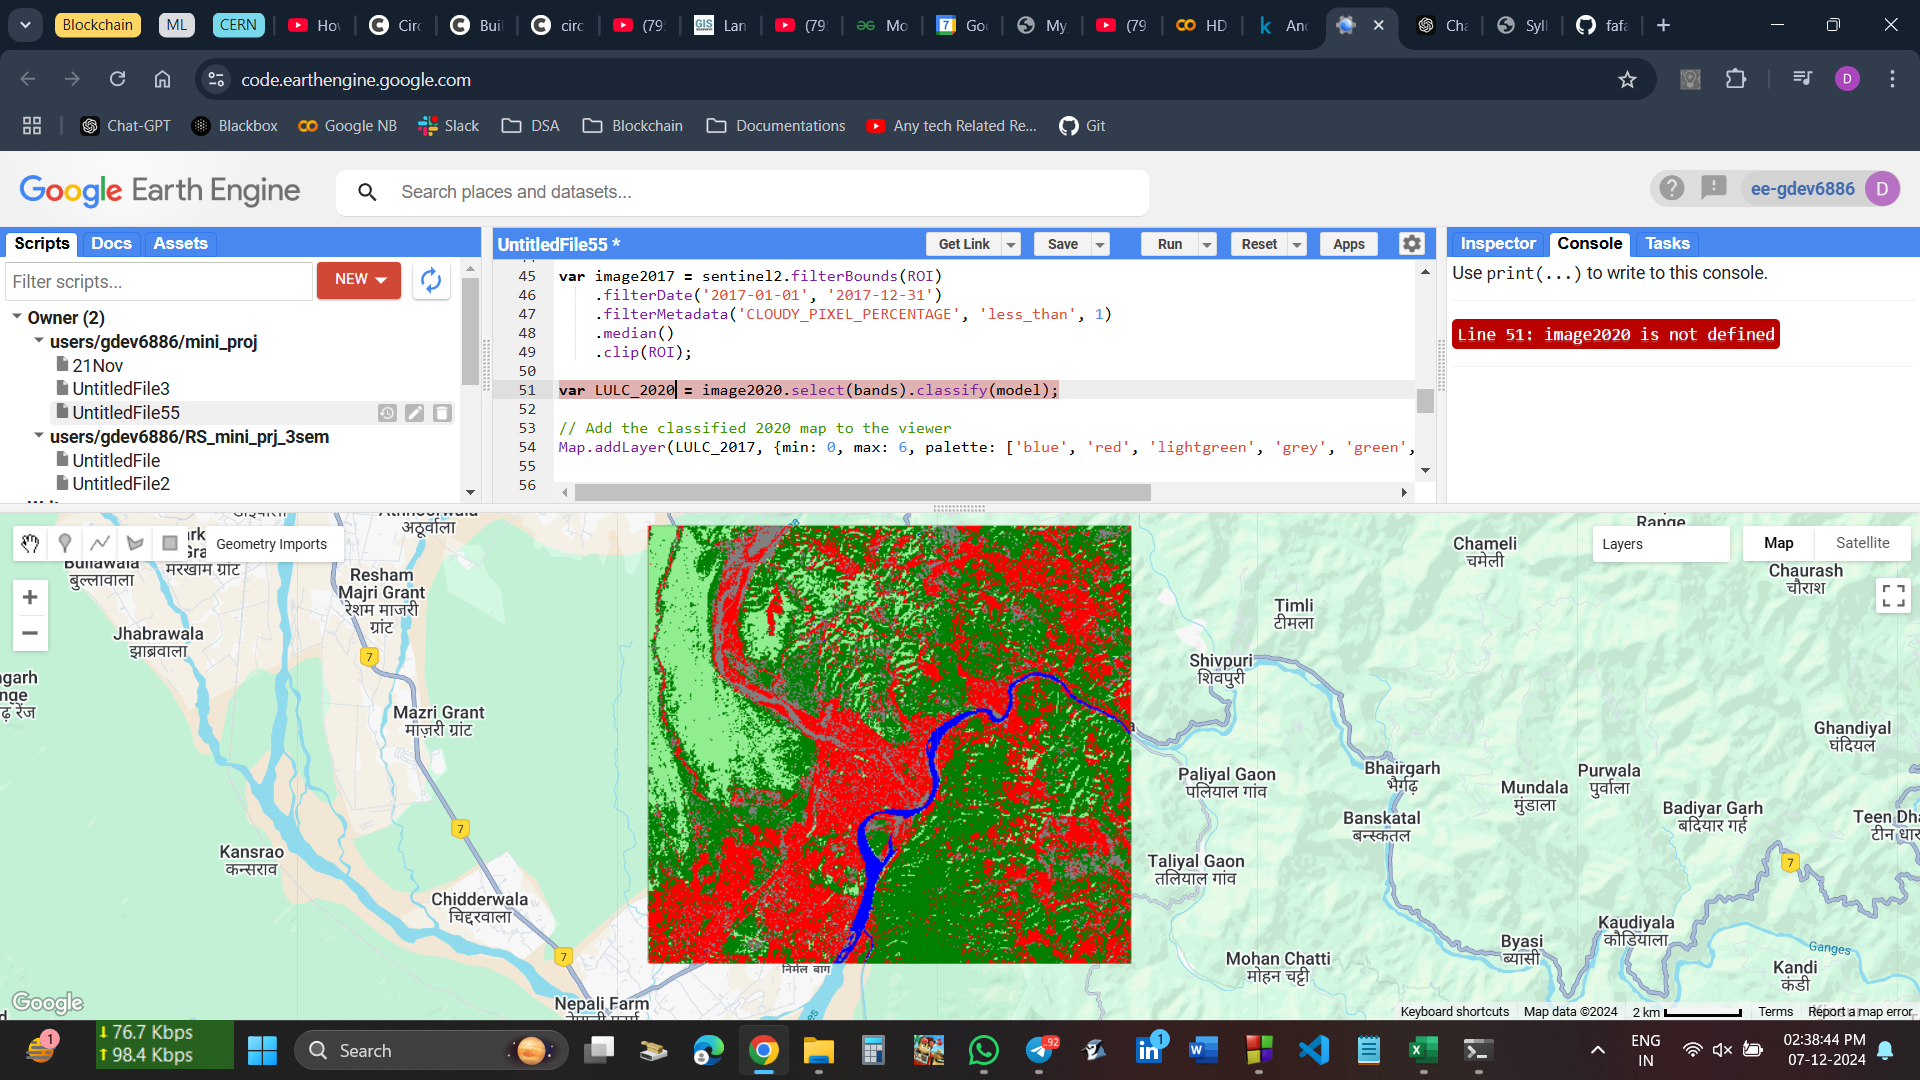 Blockchain
ML
CERN
Hov
Circ
Buil
circ
(79
Lan
(79
Mo
Goo
My
(79
HD
And
Cha
Syll
fafa
code.earthengine.google.com
Chat-GPT
Blackbox
Google NB
Slack
DSA
Blockchain
Documentations
Any tech Related Re...
Git
Google Earth Engine
Search places and datasets...
ee-gdev6886
D
Scripts
Docs
Assets
Filter scripts...
NEW
Owner (2)
users/gdev6886/mini_proj
21Nov
UntitledFile3
UntitledFile55
users/gdev6886/RS_mini_prj_3sem
UntitledFile
UntitledFile2
UntitledFile55 *
Get Link
Save
Run
Reset
Apps
45 var image2017 = sentinel2.filterBounds(ROI)
46 .filterDate('2017-01-01', '2017-12-31')
47 .filterMetadata('CLOUDY_PIXEL_PERCENTAGE', 'less_than', 1)
48 .median()
49 .clip(ROI);
50
51 var LULC_2020 = image2020.select(bands).classify(model);
52
53 // Add the classified 2020 map to the viewer
54 Map.addLayer(LULC_2017, {min: 0, max: 6, palette: ['blue', 'red', 'lightgreen', 'grey', 'green',
55
56
Inspector
Console
Tasks
Use print(...) to write to this console.
Line 51: image2020 is not defined
Geometry Imports
Layers
Map
Satellite
Range
अठूर्वाला
Bullawala
बुल्लावाला
मरखाम ग्रांट
Resham
Majri Grant
रेशम माजरी
ग्रांट
Jhabrawala
झाब्रवाला
7
Mazri Grant
माज़री ग्रांट
7
Kansrao
कन्सराव
Chidderwala
चिद्दरवाला
7
Nepali Farm
निर्मल बाग
Chameli
चमेली
Chaurash
चौराश
Timli
टीमला
Shivpuri
शिवपुरी
Ghandiyal
घंदियल
Paliyal Gaon
पलियाल गांव
Bhairgarh
भैर्गढ़
Mundala
मुंडाला
Purwala
पुर्वाला
Badiyar Garh
बदियार गर्ह
Teen Dha
टीन धार
Banskatal
बन्स्कतल
7
Taliyal Gaon
तलियाल गांव
Kaudiyala
कौडियाला
Byasi
ब्यासी
Ganges
Mohan Chatti
मोहन चट्टी
Kandi
कंडी
Google
Keyboard shortcuts
Map data ©2024
2 km
Terms
Report a map error
1
76.7 Kbps
98.4 Kbps
Search
92
1
ENG
IN
02:38:44 PM
07-12-2024